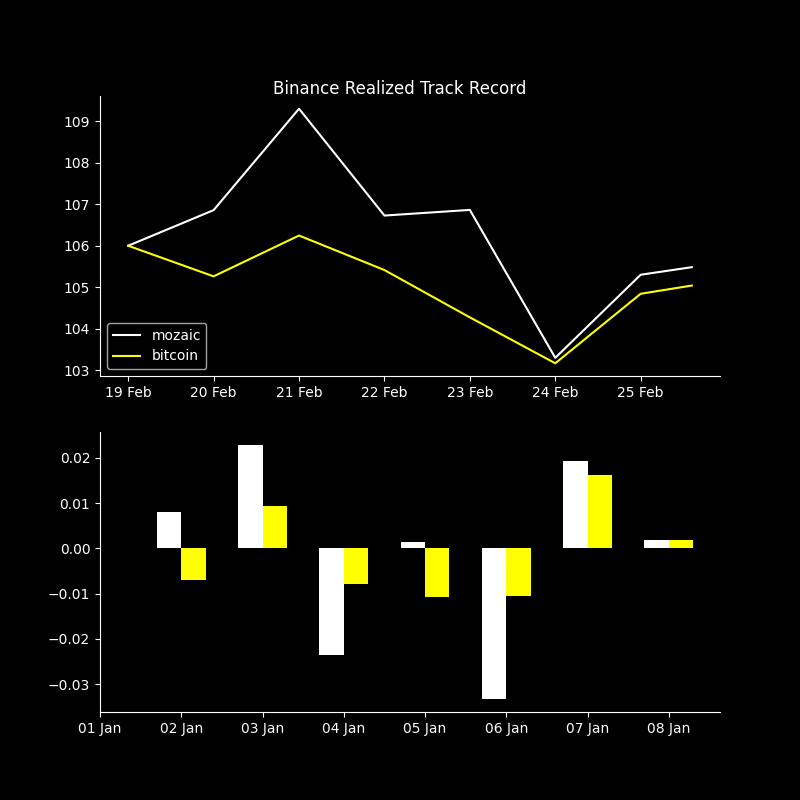 Binance Realized Track Record
109
108
107
106
105
104
103
mozaic
bitcoin
19 Feb 20 Feb 21 Feb 22 Feb 23 Feb 24 Feb 25 Feb
0.02
0.01
0.00
−0.01
−0.02
−0.03
01 Jan 02 Jan 03 Jan 04 Jan 05 Jan 06 Jan 07 Jan 08 Jan